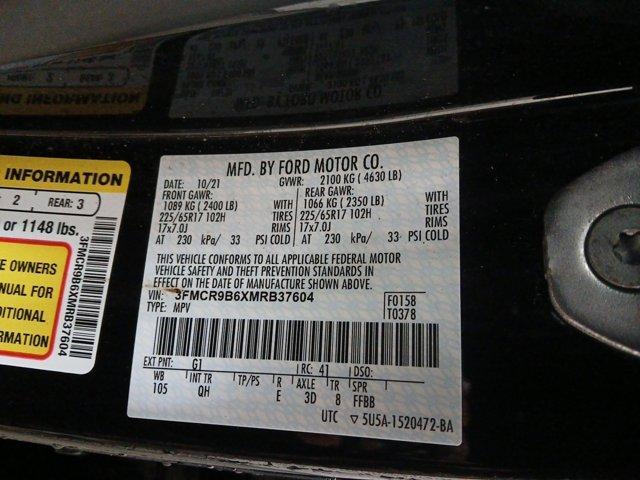 MFD. BY FORD MOTOR CO.
DATE: 10/21 GVWR: 2100 KG ( 4630 LB)
FRONT GAWR: REAR GAWR:
1089 KG ( 2400 LB) WITH 1066 KG ( 2350 LB) WITH
225/65R17 102H TIRES 225/65R17 102H TIRES
17x7.0J RIMS 17x7.0J RIMS
AT 230 kPa/ 33 PSI COLD AT 230 kPa/ 33 PSI COLD
THIS VEHICLE CONFORMS TO ALL APPLICABLE FEDERAL MOTOR
VEHICLE SAFETY AND THEFT PREVENTION STANDARDS IN
EFFECT ON THE DATE OF MANUFACTURE SHOWN ABOVE.
VIN: 3FMCR9B6XMRB37604 F0158
TYPE: MPV T0378
EXT PNT: G1 RC: 41 DSO:
WB INT TR TP/PS R AXLE TR SPR
105 QH E 3D 8 FFBB
UTC ▽ 5U5A-1520472-BA
INFORMATION
2 REAR: 3
or 1148 lbs.
OWNERS
MANUAL FOR
ADDITIONAL
INFORMATION
3FMCR9B6XMRB37604